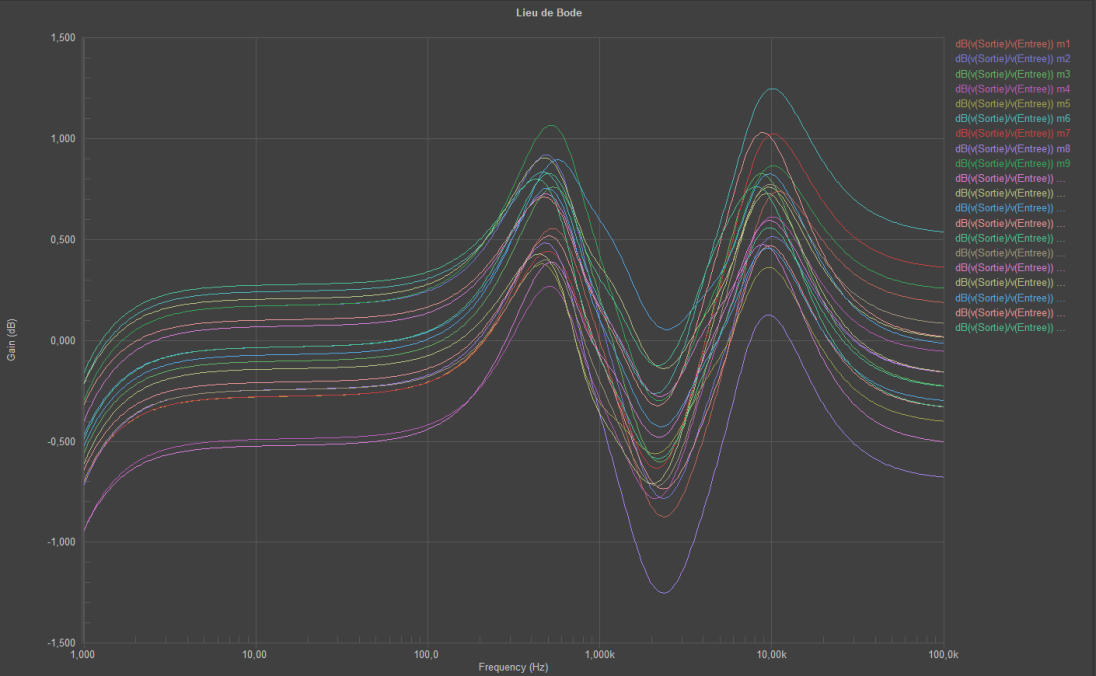 Lieu de Bode
1,500
1,000
0,500
0,000
-0,500
-1,000
-1,500
Gain (dB)
1,000
10,00
100,0
1,000k
10,00k
100,0k
Frequency (Hz)
dB(v(Sortie)/v(Entree)) m1
dB(v(Sortie)/v(Entree)) m2
dB(v(Sortie)/v(Entree)) m3
dB(v(Sortie)/v(Entree)) m4
dB(v(Sortie)/v(Entree)) m5
dB(v(Sortie)/v(Entree)) m6
dB(v(Sortie)/v(Entree)) m7
dB(v(Sortie)/v(Entree)) m8
dB(v(Sortie)/v(Entree)) m9
dB(v(Sortie)/v(Entree)) ...
dB(v(Sortie)/v(Entree)) ...
dB(v(Sortie)/v(Entree)) ...
dB(v(Sortie)/v(Entree)) ...
dB(v(Sortie)/v(Entree)) ...
dB(v(Sortie)/v(Entree)) ...
dB(v(Sortie)/v(Entree)) ...
dB(v(Sortie)/v(Entree)) ...
dB(v(Sortie)/v(Entree)) ...
dB(v(Sortie)/v(Entree)) ...
dB(v(Sortie)/v(Entree)) ...